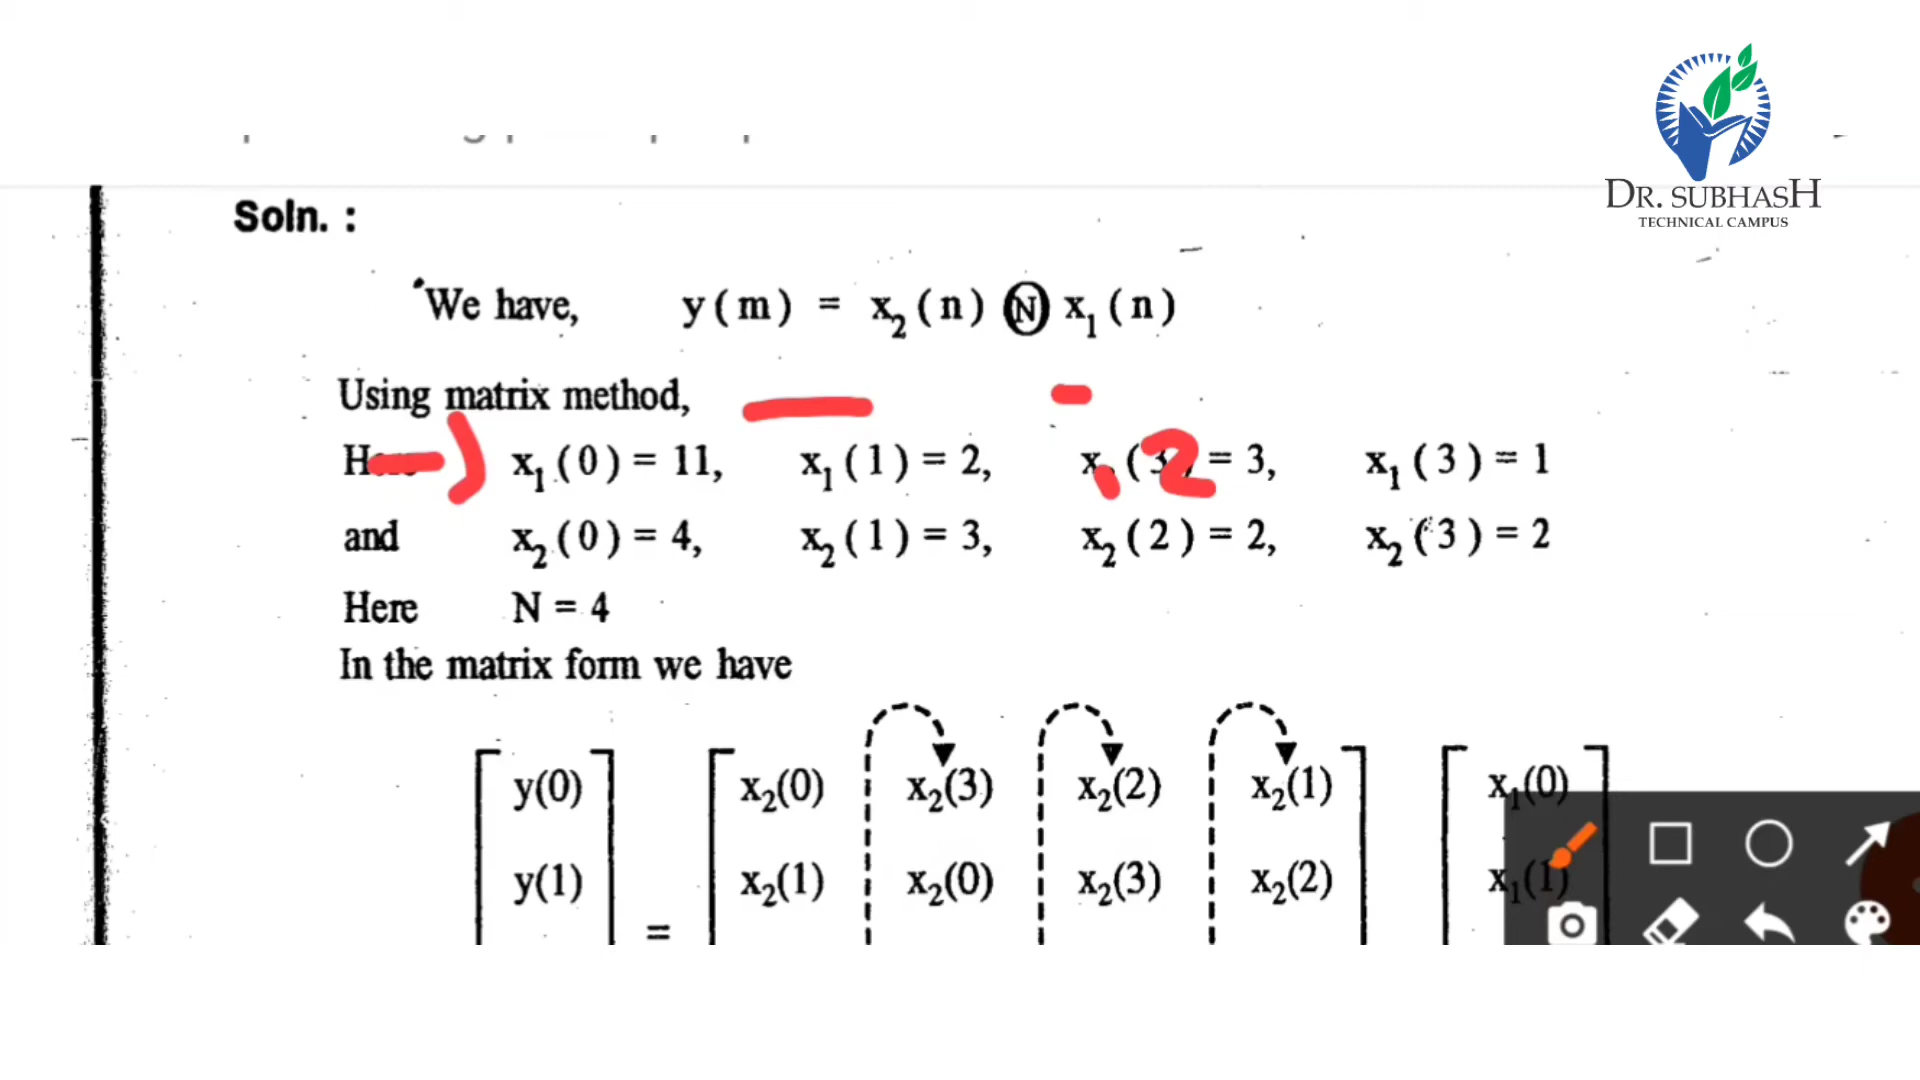 DR. SUBHASH
TECHNICAL CAMPUS
Soln. :
We have, y(m) = x₂(n) Ⓝ x₁(n)
Using matrix method,
Here x₁(0) = 11, x₁(1) = 2, x₁(2) = 3, x₁(3) = 1
and x₂(0) = 4, x₂(1) = 3, x₂(2) = 2, x₂(3) = 2
Here N = 4
In the matrix form we have
y(0) x₂(0) x₂(3) x₂(2) x₂(1) x₁(0)
y(1) x₂(1) x₂(0) x₂(3) x₂(2) x₁(1)
=